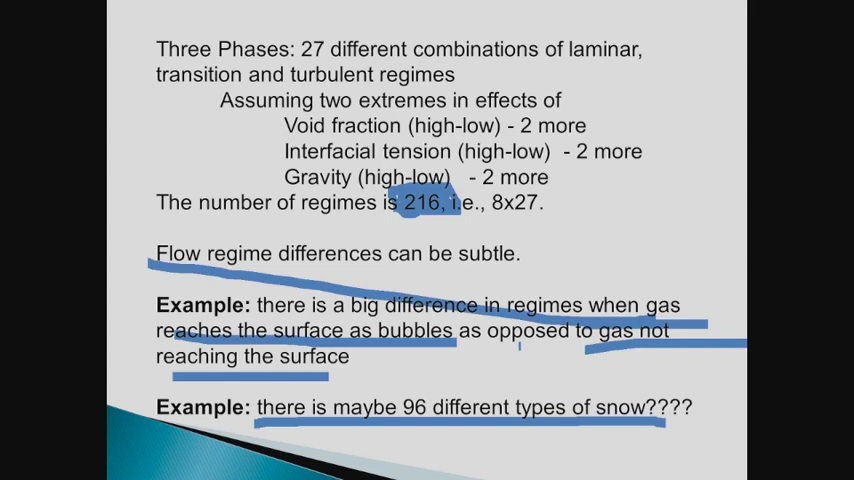 Three Phases: 27 different combinations of laminar,
transition and turbulent regimes
Assuming two extremes in effects of
Void fraction (high-low) - 2 more
Interfacial tension (high-low) - 2 more
Gravity (high-low) - 2 more
The number of regimes is 216, i.e., 8x27.
Flow regime differences can be subtle.
Example: there is a big difference in regimes when gas
reaches the surface as bubbles as opposed to gas not
reaching the surface
Example: there is maybe 96 different types of snow????